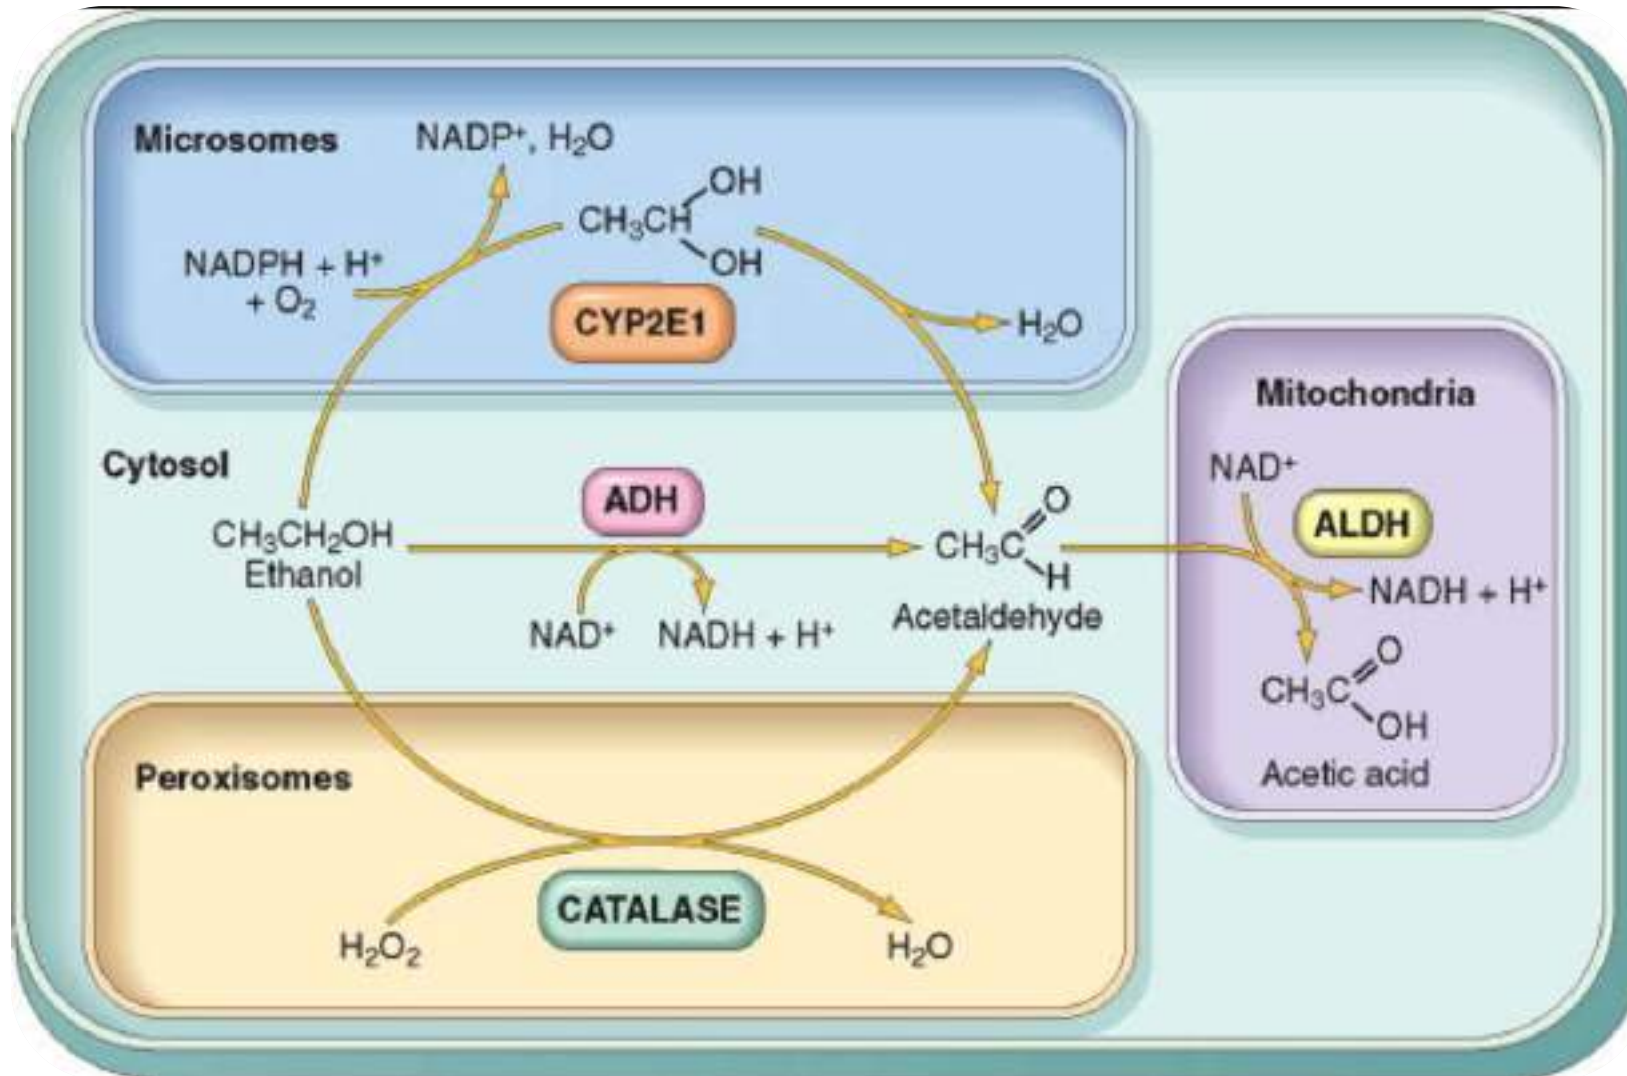 Microsomes
NADP⁺, H₂O
OH
CH₃CH
OH
NADPH + H⁺
+ O₂
CYP2E1
H₂O
Mitochondria
Cytosol
NAD⁺
ADH
ALDH
CH₃CH₂OH
Ethanol
O
CH₃C
H
Acetaldehyde
NAD⁺
NADH + H⁺
NADH + H⁺
O
CH₃C
OH
Acetic acid
Peroxisomes
CATALASE
H₂O₂
H₂O